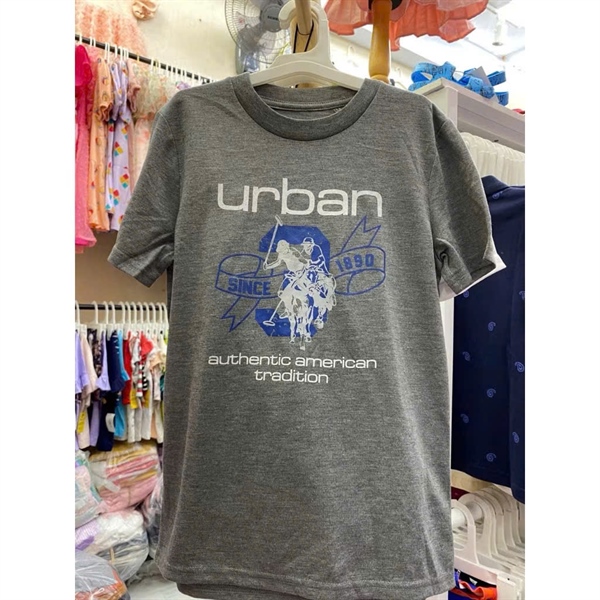 urban
SINCE 1890
authentic american
tradition